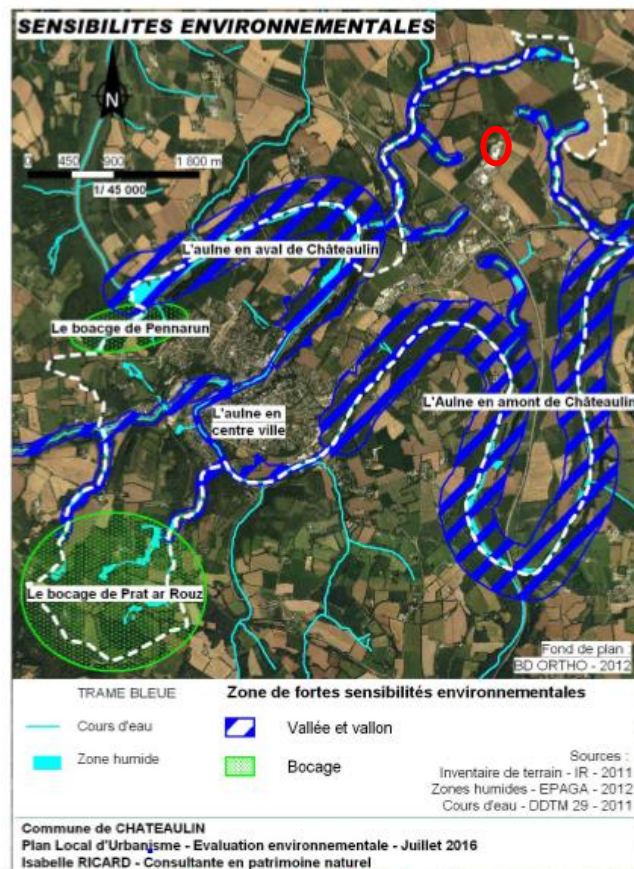 SENSIBILITES ENVIRONNEMENTALES
N
0 450 900 1 800 m
1/ 45 000
L'aulne en aval de Châteaulin
Le boacge de Pennarun
L'aulne en
centre ville
L'Aulne en amont de Châteaulin
Le bocage de Prat ar Rouz
Fond de plan :
BD ORTHO - 2012
TRAME BLEUE
Zone de fortes sensibilités environnementales
Cours d'eau
Vallée et vallon
Zone humide
Bocage
Sources :
Inventaire de terrain - IR - 2011
Zones humides - EPAGA - 2012
Cours d'eau - DDTM 29 - 2011
Commune de CHATEAULIN
Plan Local d'Urbanisme - Evaluation environnementale - Juillet 2016
Isabelle RICARD - Consultante en patrimoine naturel